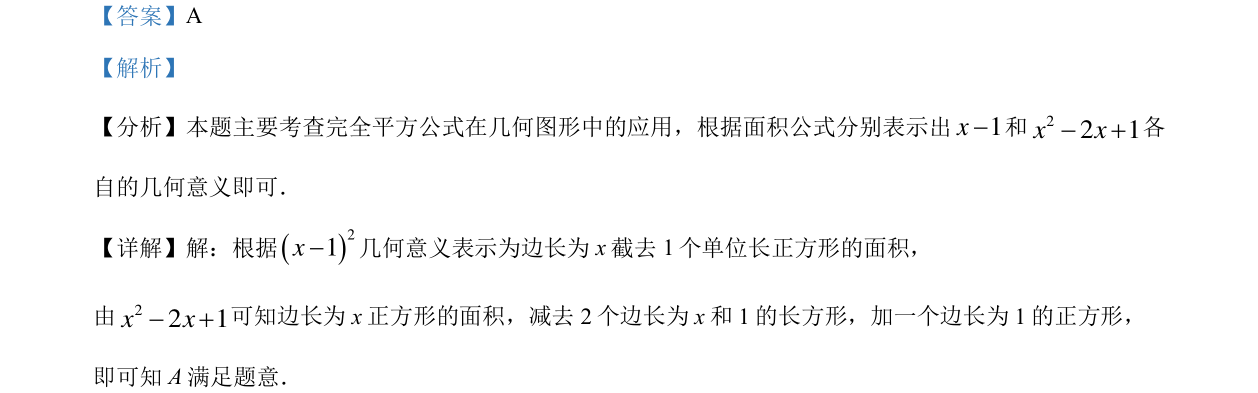 【答案】A
【解析】
【分析】本题主要考查完全平方公式在几何图形中的应用，根据面积公式分别表示出 x−1和 x² − 2x+1各
自的几何意义即可．
【详解】解：根据(x−1)²几何意义表示为边长为 x 截去 1 个单位长正方形的面积，
由 x² − 2x+1可知边长为 x 正方形的面积，减去 2 个边长为 x 和 1 的长方形，加一个边长为 1 的正方形，
即可知 A 满足题意．